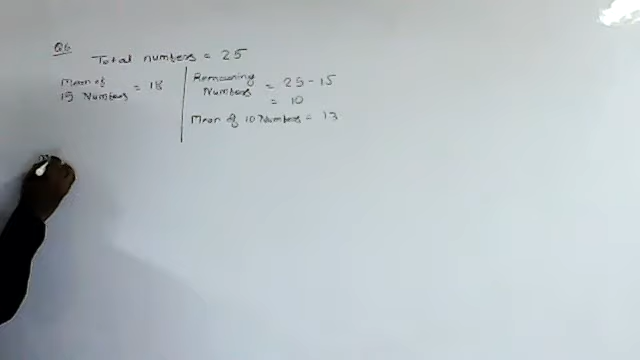 Q6
Total numbers = 25
Mean of
15 Numbers = 18
Remaining
Numbers = 25 - 15
= 10
Mean of 10 Numbers = 13